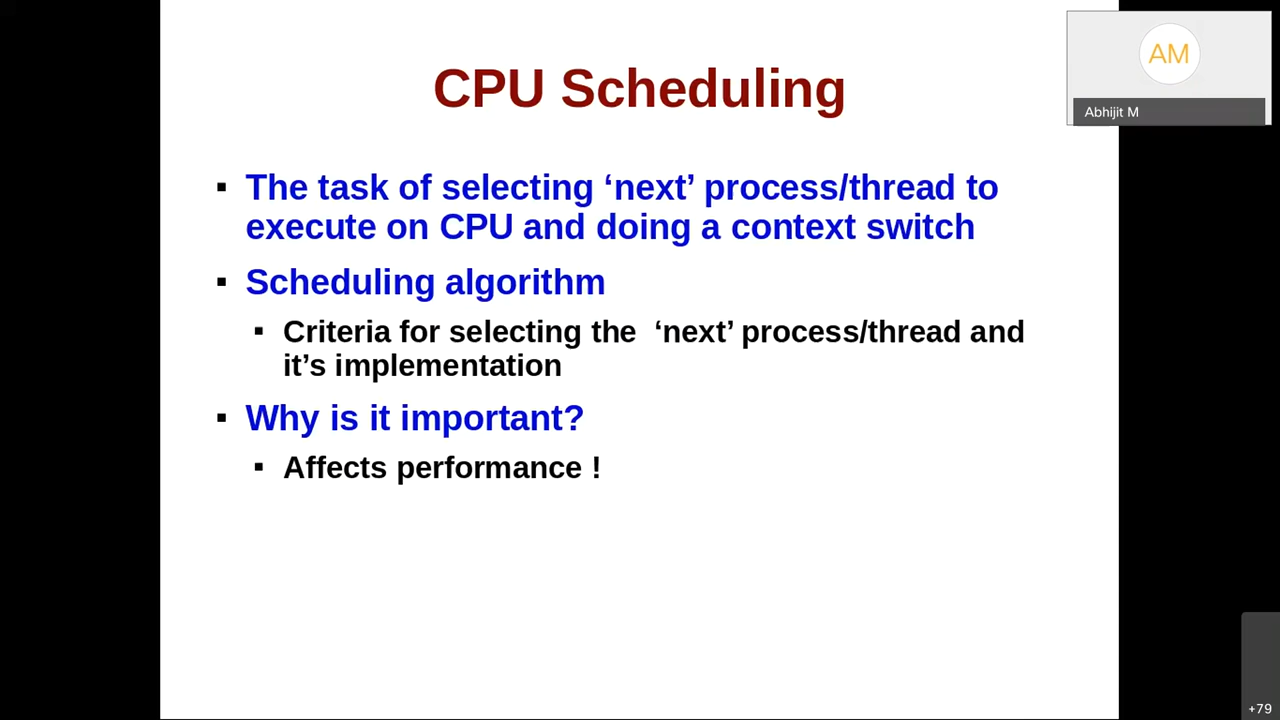 CPU Scheduling
AM
Abhijit M
▪ The task of selecting ‘next’ process/thread to
execute on CPU and doing a context switch
▪ Scheduling algorithm
▪ Criteria for selecting the  ‘next’ process/thread and
it’s implementation
▪ Why is it important?
▪ Affects performance !
+79